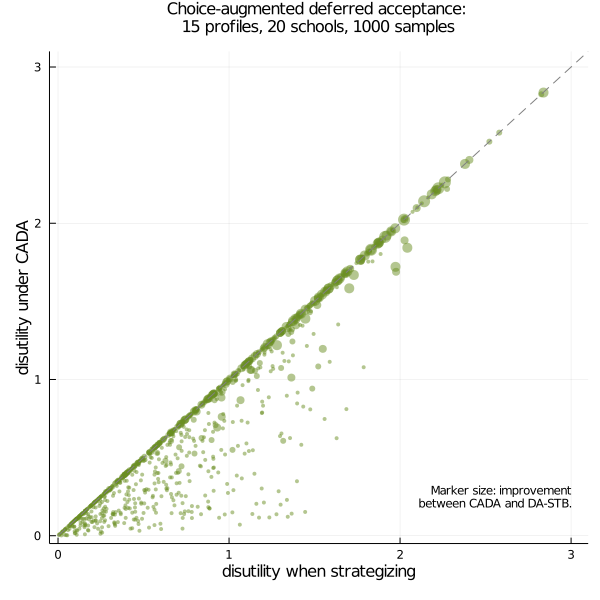 Choice-augmented deferred acceptance:
15 profiles, 20 schools, 1000 samples
3
2
1
0
disutility under CADA
Marker size: improvement
between CADA and DA-STB.
0
1
2
3
disutility when strategizing